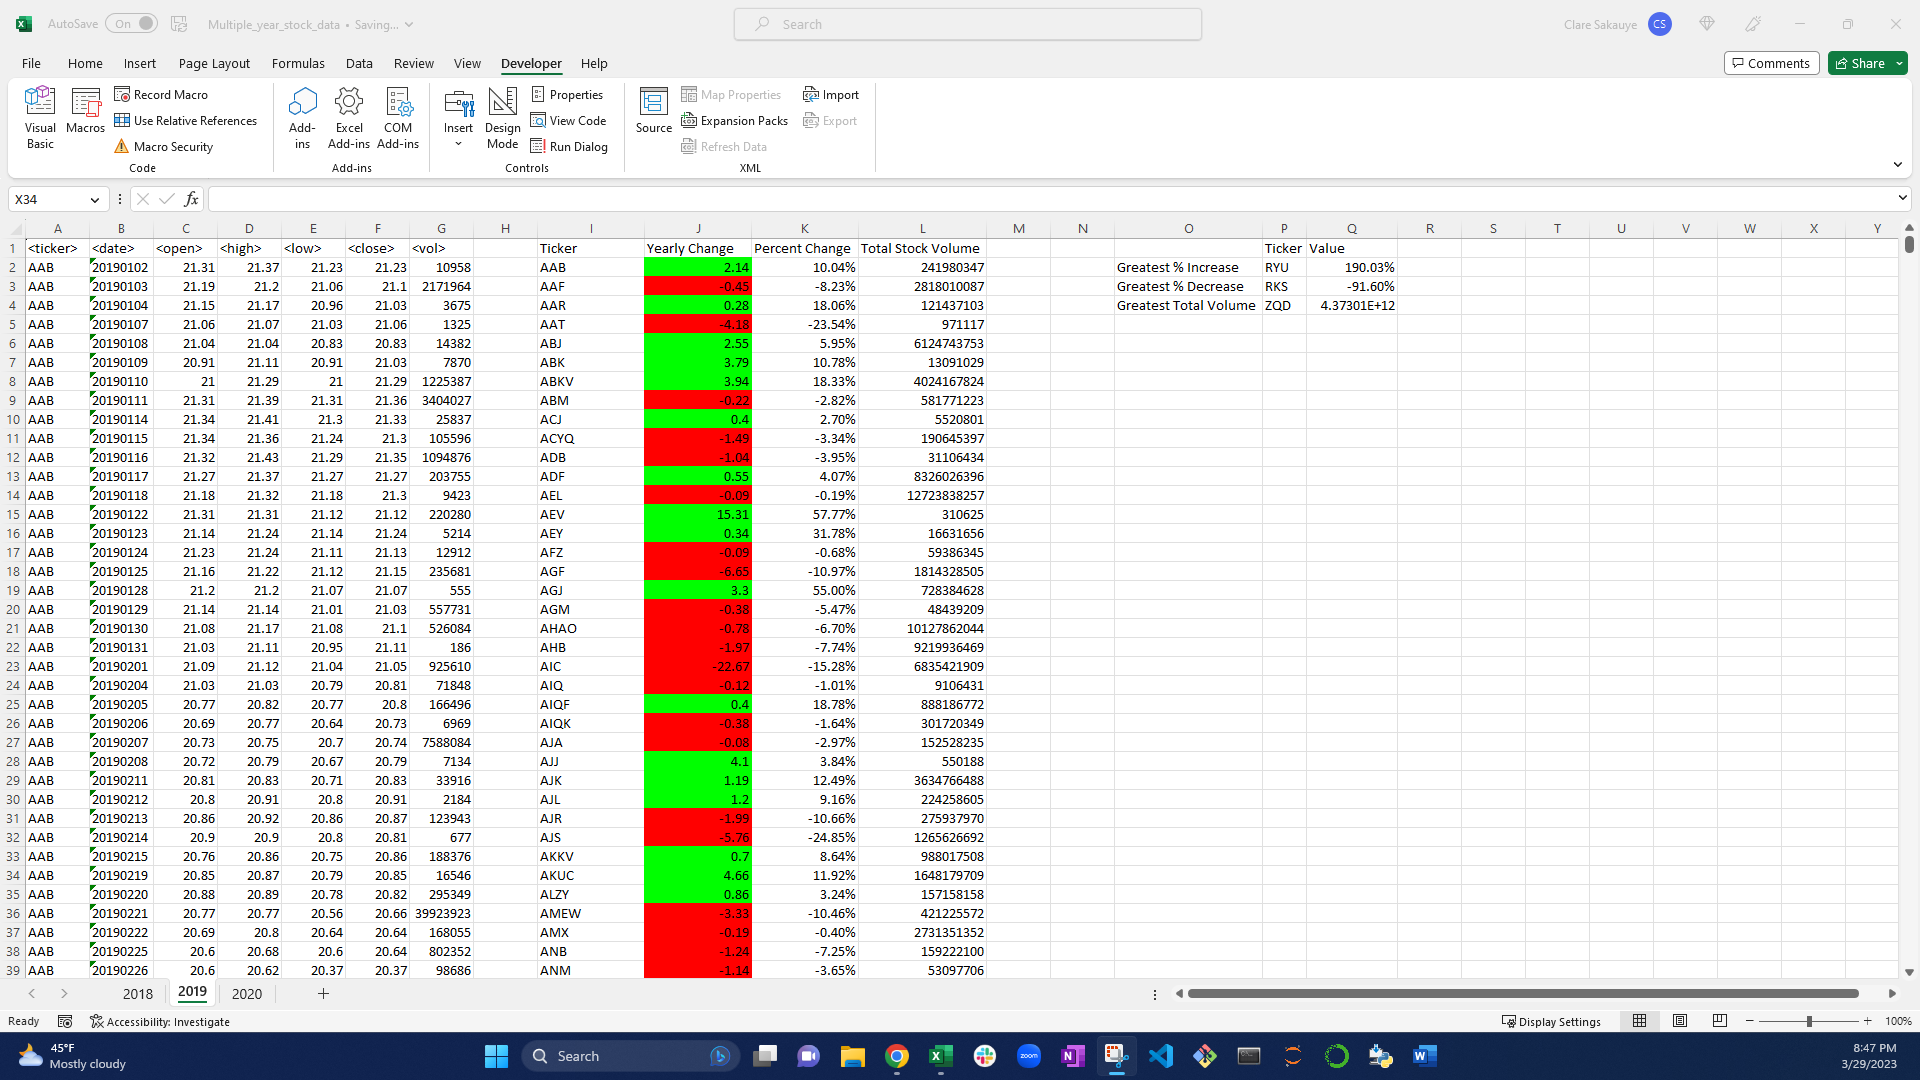 AutoSave On Multiple_year_stock_data • Saving... Search Clare Sakauye CS
File Home Insert Page Layout Formulas Data Review View Developer Help Comments Share
Visual Basic Macros Record Macro Use Relative References Macro Security Code
Add-ins Excel Add-ins COM Add-ins Add-ins
Insert Design Mode Properties View Code Run Dialog Controls
Source Map Properties Expansion Packs Refresh Data Import Export XML
X34 fx
A B C D E F G H I J K L M N O P Q R S T U V W X Y
1 <ticker> <date> <open> <high> <low> <close> <vol> Ticker Yearly Change Percent Change Total Stock Volume Ticker Value
2 AAB 20190102 21.31 21.37 21.23 21.23 10958 AAB 2.14 10.04% 241980347 Greatest % Increase RYU 190.03%
3 AAB 20190103 21.19 21.2 21.06 21.1 2171964 AAF -0.45 -8.23% 2818010087 Greatest % Decrease RKS -91.60%
4 AAB 20190104 21.15 21.17 20.96 21.03 3675 AAR 0.28 18.06% 121437103 Greatest Total Volume ZQD 4.37301E+12
5 AAB 20190107 21.06 21.07 21.03 21.06 1325 AAT -4.18 -23.54% 971117
6 AAB 20190108 21.04 21.04 20.83 20.83 14382 ABJ 2.55 5.95% 6124743753
7 AAB 20190109 20.91 21.11 20.91 21.03 7870 ABK 3.79 10.78% 13091029
8 AAB 20190110 21 21.29 21 21.29 1225387 ABKV 3.94 18.33% 4024167824
9 AAB 20190111 21.31 21.39 21.31 21.36 3404027 ABM -0.22 -2.82% 581771223
10 AAB 20190114 21.34 21.41 21.3 21.33 25837 ACJ 0.4 2.70% 5520801
11 AAB 20190115 21.34 21.36 21.24 21.3 105596 ACYQ -1.49 -3.34% 190645397
12 AAB 20190116 21.32 21.43 21.29 21.35 1094876 ADB -1.04 -3.95% 31106434
13 AAB 20190117 21.27 21.37 21.27 21.27 203755 ADF 0.55 4.07% 8326026396
14 AAB 20190118 21.18 21.32 21.18 21.3 9423 AEL -0.09 -0.19% 12723838257
15 AAB 20190122 21.31 21.31 21.12 21.12 220280 AEV 15.31 57.77% 310625
16 AAB 20190123 21.14 21.24 21.14 21.24 5214 AEY 0.34 31.78% 16631656
17 AAB 20190124 21.23 21.24 21.11 21.13 12912 AFZ -0.09 -0.68% 59386345
18 AAB 20190125 21.16 21.22 21.12 21.15 235681 AGF -6.65 -10.97% 1814328505
19 AAB 20190128 21.2 21.2 21.07 21.07 555 AGJ 3.3 55.00% 728384628
20 AAB 20190129 21.14 21.14 21.01 21.03 557731 AGM -0.38 -5.47% 48439209
21 AAB 20190130 21.08 21.17 21.08 21.1 526084 AHAO -0.78 -6.70% 10127862044
22 AAB 20190131 21.03 21.11 20.95 21.11 186 AHB -1.97 -7.74% 9219936469
23 AAB 20190201 21.09 21.12 21.04 21.05 925610 AIC -22.67 -15.28% 6835421909
24 AAB 20190204 21.03 21.03 20.79 20.81 71848 AIQ -0.12 -1.01% 9106431
25 AAB 20190205 20.77 20.82 20.77 20.8 166496 AIQF 0.4 18.78% 888186772
26 AAB 20190206 20.69 20.77 20.64 20.73 6969 AIQK -0.38 -1.64% 301720349
27 AAB 20190207 20.73 20.75 20.7 20.74 7588084 AJA -0.08 -2.97% 152528235
28 AAB 20190208 20.72 20.79 20.67 20.79 7134 AJJ 4.1 3.84% 550188
29 AAB 20190211 20.81 20.83 20.71 20.83 33916 AJK 1.19 12.49% 3634766488
30 AAB 20190212 20.8 20.91 20.8 20.91 2184 AJL 1.2 9.16% 224258605
31 AAB 20190213 20.86 20.92 20.86 20.87 123943 AJR -1.99 -10.66% 275937970
32 AAB 20190214 20.9 20.9 20.8 20.81 677 AJS -5.76 -24.85% 1265626692
33 AAB 20190215 20.76 20.86 20.75 20.86 188376 AKKV 0.7 8.64% 988017508
34 AAB 20190219 20.85 20.87 20.79 20.85 16546 AKUC 4.66 11.92% 1648179709
35 AAB 20190220 20.88 20.89 20.78 20.82 295349 ALZY 0.86 3.24% 157158158
36 AAB 20190221 20.77 20.77 20.56 20.66 39923923 AMEW -3.33 -10.46% 421225572
37 AAB 20190222 20.69 20.8 20.64 20.64 168055 AMX -0.19 -0.40% 2731351352
38 AAB 20190225 20.6 20.68 20.6 20.64 802352 ANB -1.24 -7.25% 159222100
39 AAB 20190226 20.6 20.62 20.37 20.37 98686 ANM -1.14 -3.65% 53097706
2018 2019 2020
Ready Accessibility: Investigate Display Settings 100%
45°F
Mostly cloudy
Search zoom
8:47 PM
3/29/2023